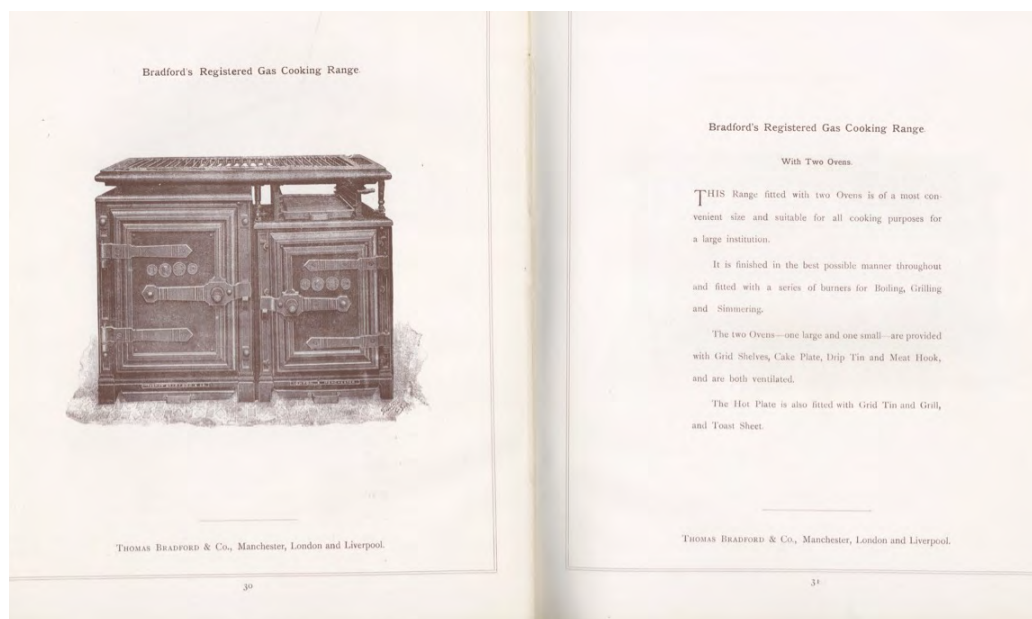 Bradford's Registered Gas Cooking Range.
THOMAS BRADFORD & Co., Manchester, London and Liverpool.
30
Bradford's Registered Gas Cooking Range.
With Two Ovens.
THIS Range fitted with two Ovens is of a most con-
venient size and suitable for all cooking purposes for
a large institution.
It is finished in the best possible manner throughout
and fitted with a series of burners for Boiling, Grilling
and Simmering.
The two Ovens—one large and one small—are provided
with Grid Shelves, Cake Plate, Drip Tin and Meat Hook,
and are both ventilated.
The Hot Plate is also fitted with Grid Tin and Grill,
and Toast Sheet.
THOMAS BRADFORD & Co., Manchester, London and Liverpool.
31